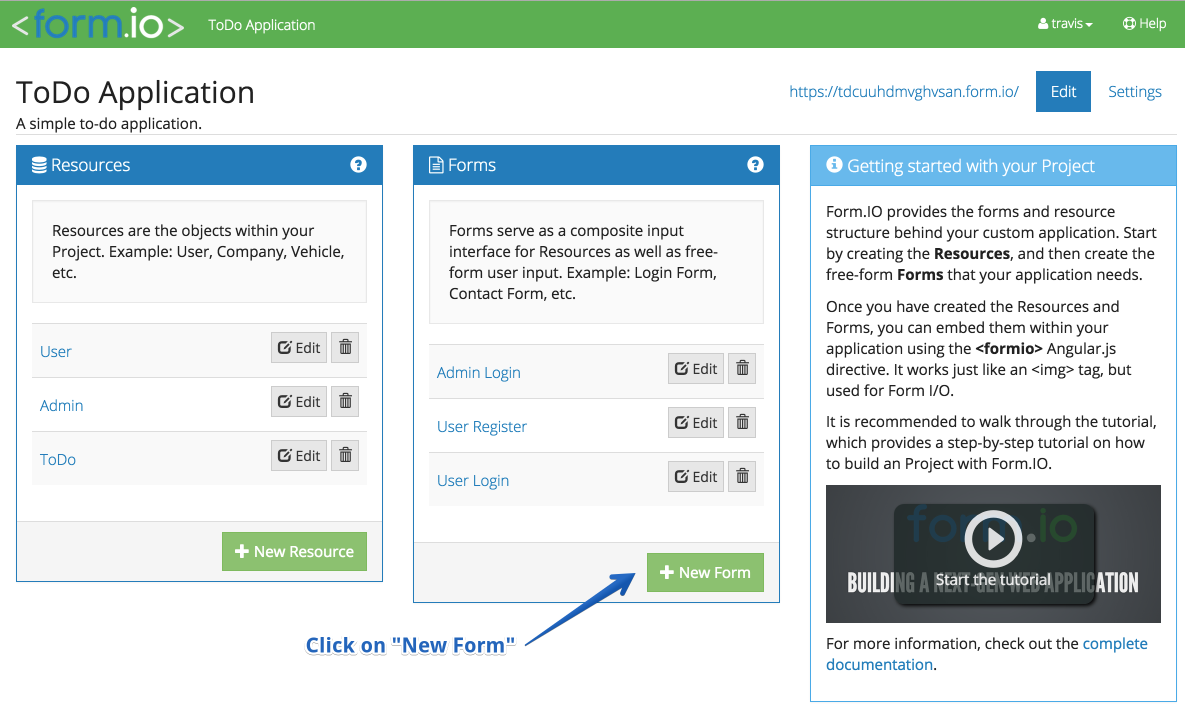 <form.io> ToDo Application travis Help
ToDo Application
https://tdcuuhdmvghvsan.form.io/ Edit Settings
A simple to-do application.
Resources
Resources are the objects within your
Project. Example: User, Company, Vehicle,
etc.
User Edit
Admin Edit
ToDo Edit
New Resource
Forms
Forms serve as a composite input
interface for Resources as well as free-
form user input. Example: Login Form,
Contact Form, etc.
Admin Login Edit
User Register Edit
User Login Edit
New Form
Click on "New Form"
Getting started with your Project
Form.IO provides the forms and resource
structure behind your custom application. Start
by creating the Resources, and then create the
free-form Forms that your application needs.
Once you have created the Resources and
Forms, you can embed them within your
application using the <formio> Angular.js
directive. It works just like an <img> tag, but
used for Form I/O.
It is recommended to walk through the tutorial,
which provides a step-by-step tutorial on how
to build an Project with Form.IO.
form.io
BUILDING A NEXT-GEN WEB APPLICATION
Start the tutorial
For more information, check out the complete
documentation.